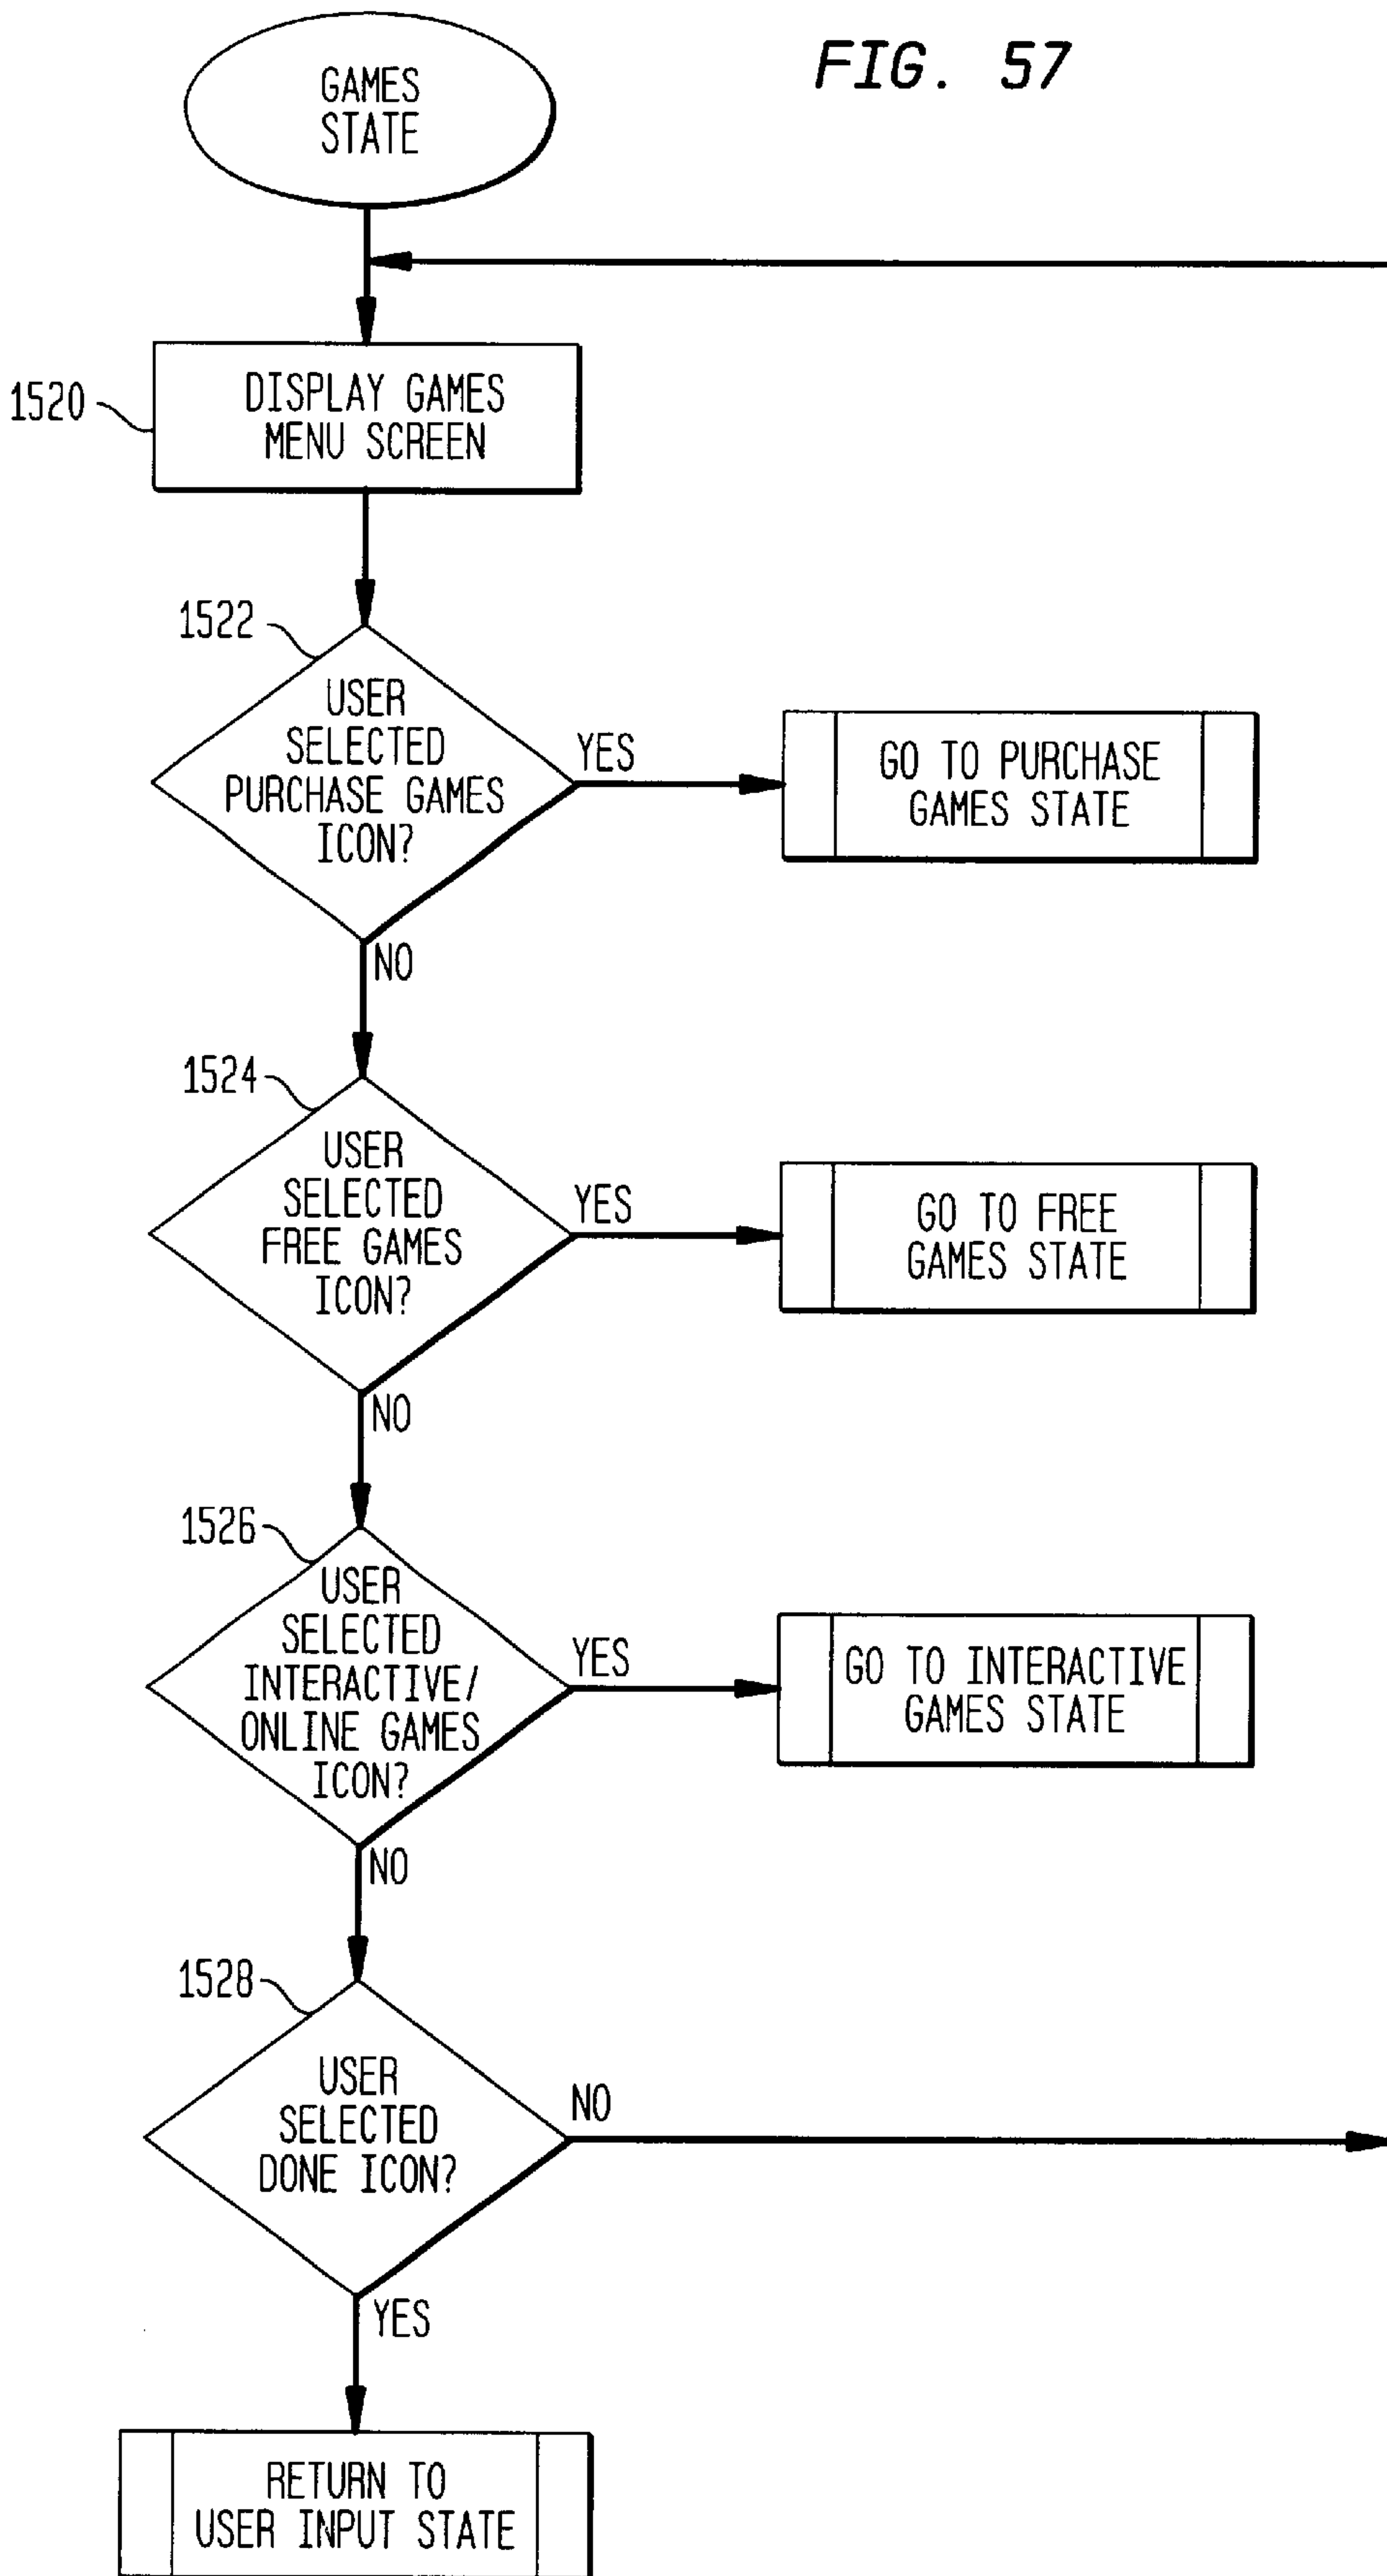 FIG. 57
GAMES
STATE
1520
DISPLAY GAMES
MENU SCREEN
1522
USER
SELECTED
PURCHASE GAMES
ICON?
YES
GO TO PURCHASE
GAMES STATE
NO
1524
USER
SELECTED
FREE GAMES
ICON?
YES
GO TO FREE
GAMES STATE
NO
1526
USER
SELECTED
INTERACTIVE/
ONLINE GAMES
ICON?
YES
GO TO INTERACTIVE
GAMES STATE
NO
1528
USER
SELECTED
DONE ICON?
NO
YES
RETURN TO
USER INPUT STATE